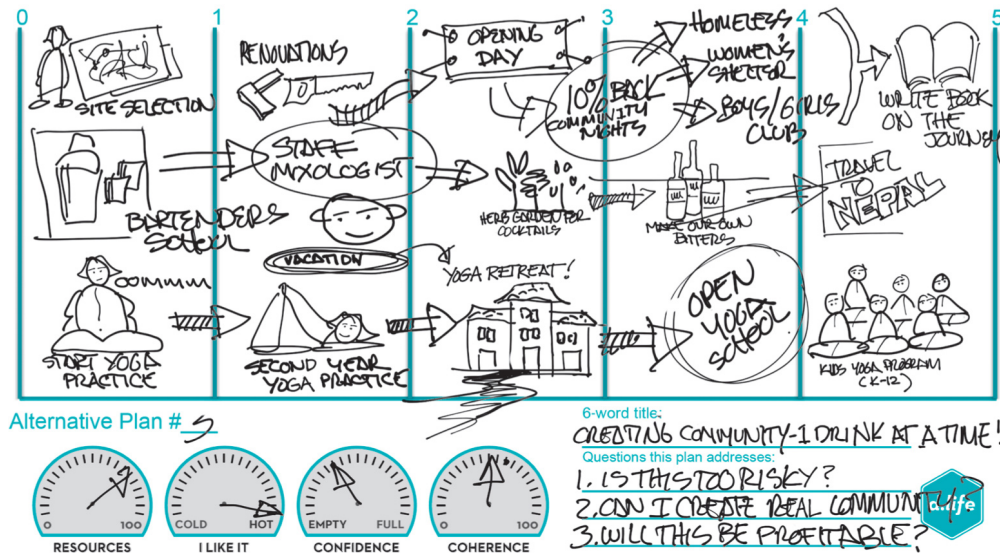 0 1 2 3 4 5
SITE SELECTION
RENOVATIONS
OPENING
DAY
10% BACK
COMMUNITY
NIGHTS
HOMELESS
WOMEN'S
SHELTER
BOYS/GIRLS
CLUB
WRITE BOOK
ON THE
JOURNEY
BARTENDERS
SCHOOL
STAFF
MIXOLOGIST
HERB GARDEN FOR
COCKTAILS
MAKE OUR OWN
BITTERS
TRAVEL
TO
NEPAL
OOMMM
START YOGA
PRACTICE
VACATION
SECOND YEAR
YOGA PRACTICE
YOGA RETREAT!
OPEN
YOGA
SCHOOL
KIDS YOGA PROGRAM
(K-12)
Alternative Plan # 5
0 100
RESOURCES
COLD HOT
I LIKE IT
EMPTY FULL
CONFIDENCE
0 100
COHERENCE
6-word title:
CREATING COMMUNITY-1 DRINK AT A TIME!
Questions this plan addresses:
1. IS THIS TOO RISKY?
2. CAN I CREATE REAL COMMUNITY?
3. WILL THIS BE PROFITABLE?
d.life